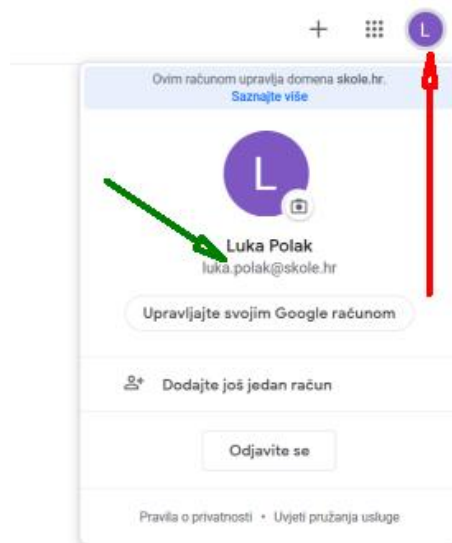 L
Ovim računom upravlja domena skole.hr.
Saznajte više
L
Luka Polak
luka.polak@skole.hr
Upravljajte svojim Google računom
Dodajte još jedan račun
Odjavite se
Pravila o privatnosti • Uvjeti pružanja usluge